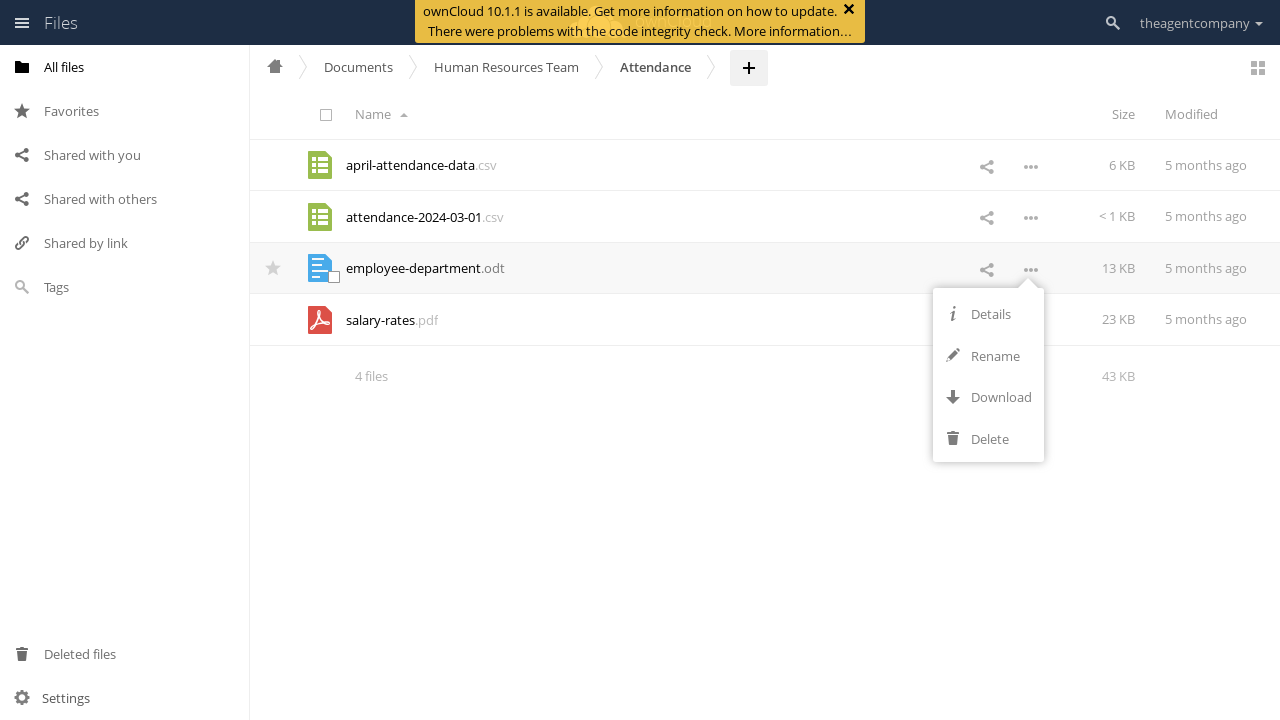 Files
ownCloud 10.1.1 is available. Get more information on how to update.
There were problems with the code integrity check. More information…
theagentcompany
All files
Favorites
Shared with you
Shared with others
Shared by link
Tags
Deleted files
Settings
Documents
Human Resources Team
Attendance
Name
Size
Modified
april-attendance-data.csv
6 KB
5 months ago
attendance-2024-03-01.csv
< 1 KB
5 months ago
employee-department.odt
13 KB
5 months ago
salary-rates.pdf
23 KB
5 months ago
4 files
43 KB
Details
Rename
Download
Delete